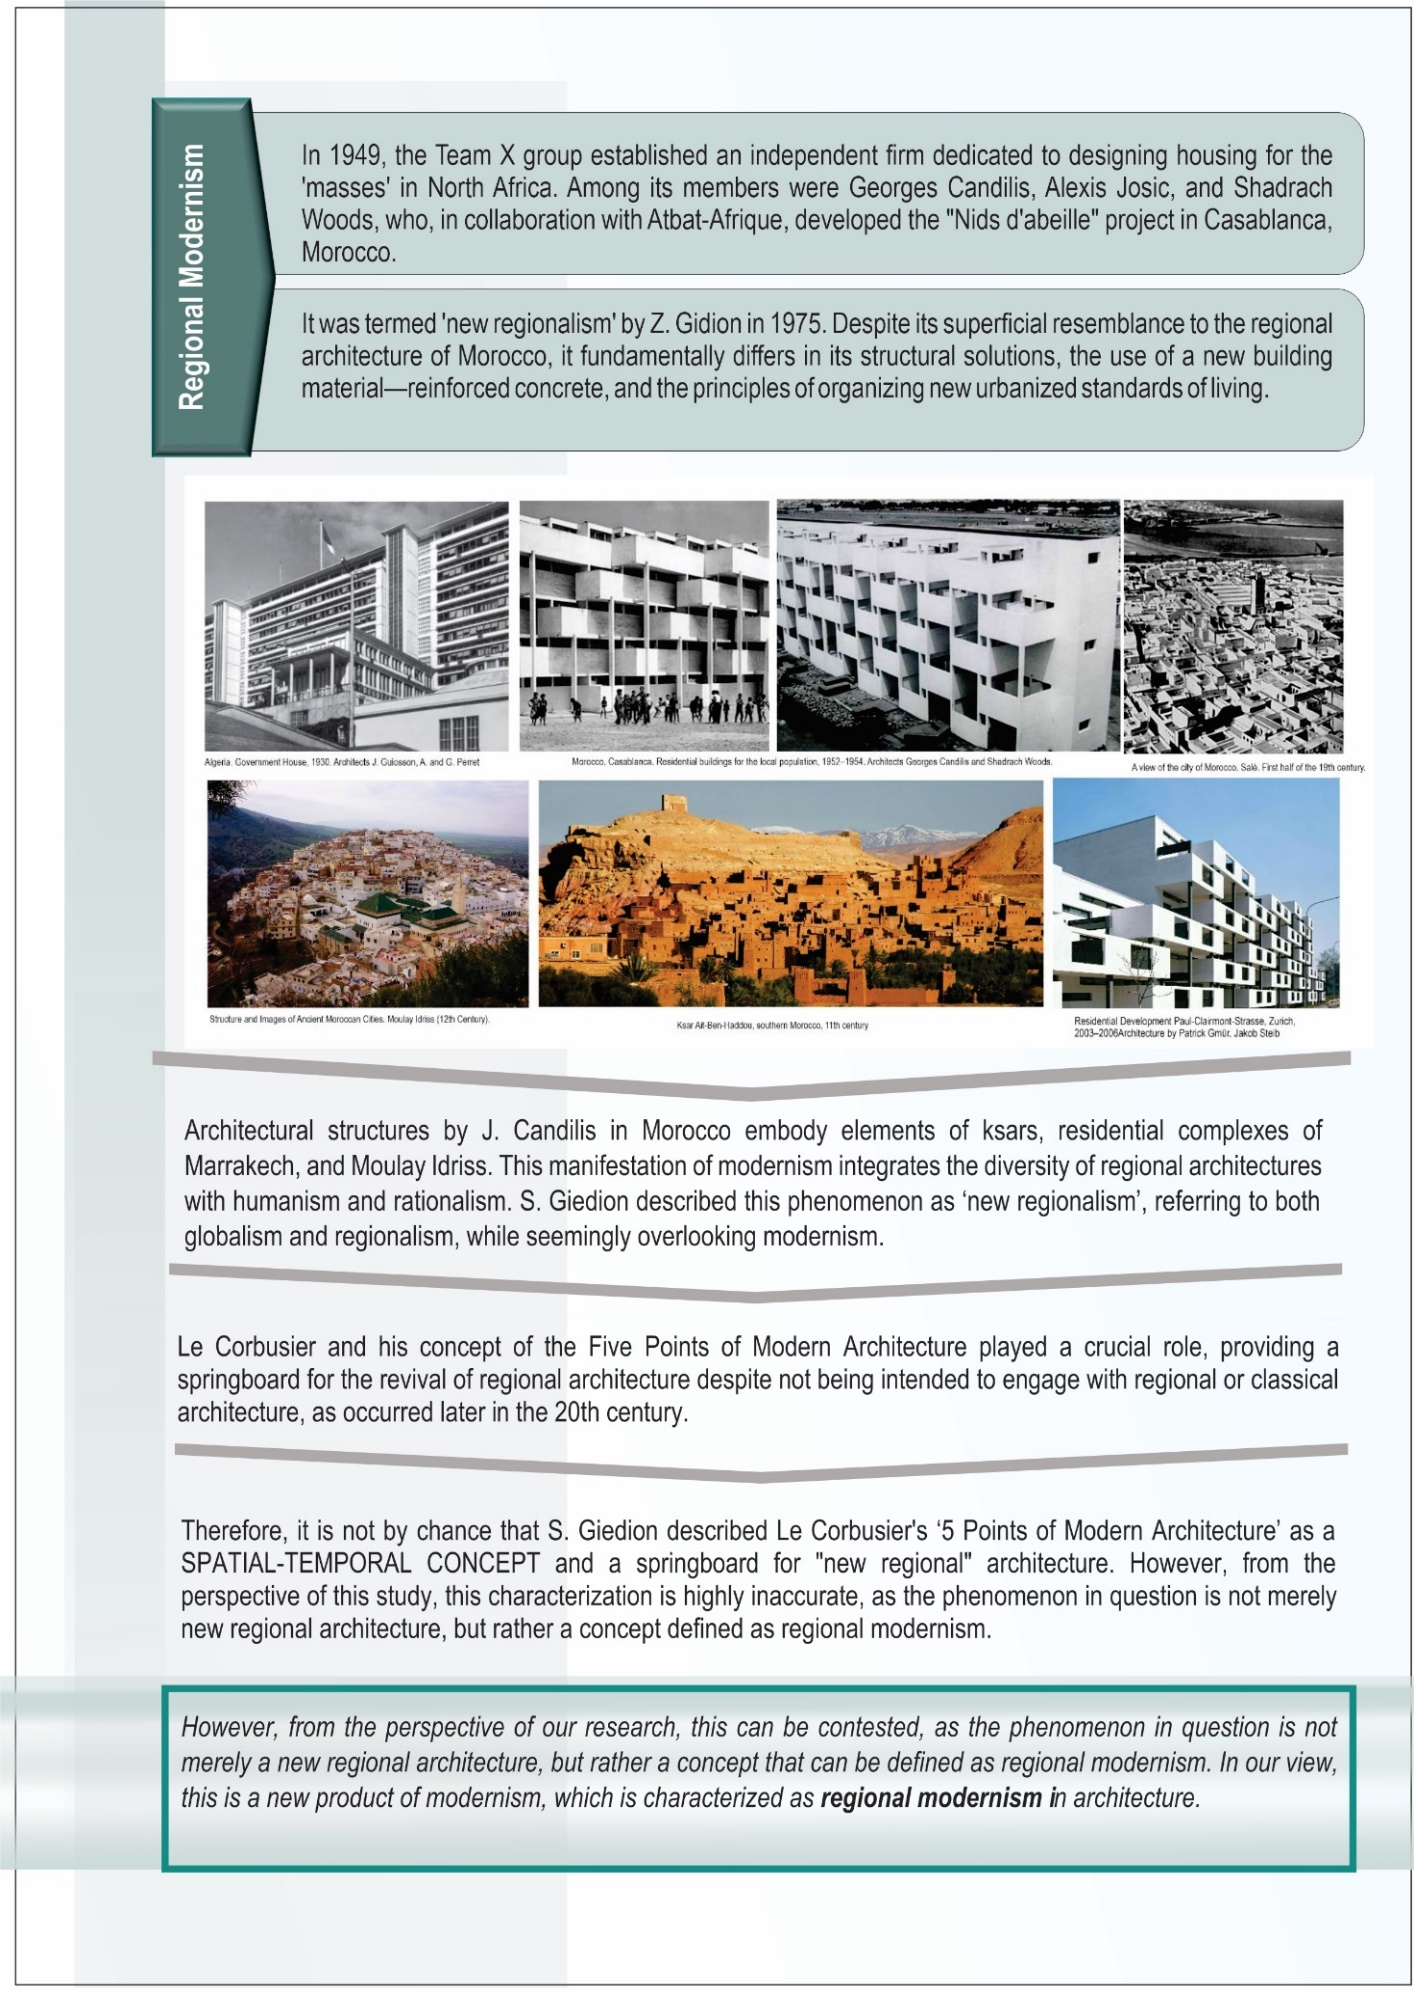 Regional Modernism
In 1949, the Team X group established an independent firm dedicated to designing housing for the
'masses' in North Africa. Among its members were Georges Candilis, Alexis Josic, and Shadrach
Woods, who, in collaboration with Atbat-Afrique, developed the "Nids d'abeille" project in Casablanca,
Morocco.
It was termed 'new regionalism' by Z. Gidion in 1975. Despite its superficial resemblance to the regional
architecture of Morocco, it fundamentally differs in its structural solutions, the use of a new building
material—reinforced concrete, and the principles of organizing new urbanized standards of living.
Algeria. Government House, 1930. Architects J. Guiosson, A. and G. Perret
Morocco. Casablanca. Residential buildings for the local population, 1952–1954. Architects Georges Candilis and Shadrach Woods.
A view of the city of Morocco. Salé. First half of the 19th century.
Structure and Images of Ancient Moroccan Cities. Moulay Idriss (12th Century).
Ksar Ait-Ben-Haddou, southern Morocco, 11th century
Residential Development Paul-Clairmont-Strasse, Zurich,
2003–2006Architecture by Patrick Gmür, Jakob Steib
Architectural structures by J. Candilis in Morocco embody elements of ksars, residential complexes of
Marrakech, and Moulay Idriss. This manifestation of modernism integrates the diversity of regional architectures
with humanism and rationalism. S. Giedion described this phenomenon as ‘new regionalism’, referring to both
globalism and regionalism, while seemingly overlooking modernism.
Le Corbusier and his concept of the Five Points of Modern Architecture played a crucial role, providing a
springboard for the revival of regional architecture despite not being intended to engage with regional or classical
architecture, as occurred later in the 20th century.
Therefore, it is not by chance that S. Giedion described Le Corbusier's ‘5 Points of Modern Architecture’ as a
SPATIAL-TEMPORAL CONCEPT and a springboard for "new regional" architecture. However, from the
perspective of this study, this characterization is highly inaccurate, as the phenomenon in question is not merely
new regional architecture, but rather a concept defined as regional modernism.
However, from the perspective of our research, this can be contested, as the phenomenon in question is not
merely a new regional architecture, but rather a concept that can be defined as regional modernism. In our view,
this is a new product of modernism, which is characterized as regional modernism in architecture.